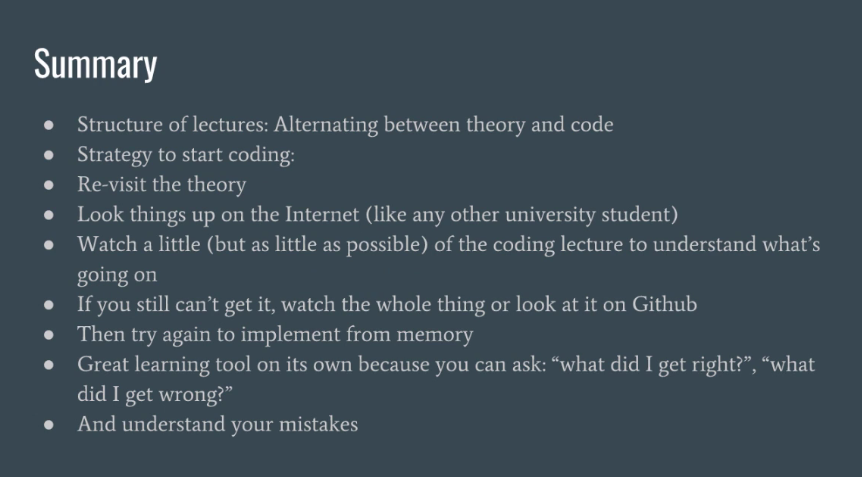 Summary
● Structure of lectures: Alternating between theory and code
● Strategy to start coding:
● Re-visit the theory
● Look things up on the Internet (like any other university student)
● Watch a little (but as little as possible) of the coding lecture to understand what’s
going on
● If you still can’t get it, watch the whole thing or look at it on Github
● Then try again to implement from memory
● Great learning tool on its own because you can ask: “what did I get right?”, “what
did I get wrong?”
● And understand your mistakes